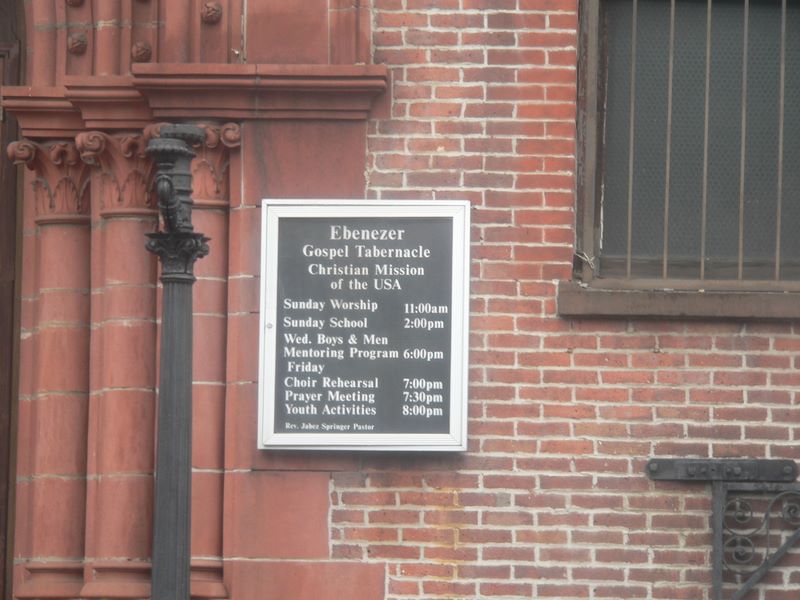 Ebenezer
Gospel Tabernacle
Christian Mission
of the USA
Sunday Worship 11:00am
Sunday School 2:00pm
Wed. Boys & Men
Mentoring Program 6:00pm
Friday
Choir Rehearsal 7:00pm
Prayer Meeting 7:30pm
Youth Activities 8:00pm
Rev. Jabez Springer Pastor